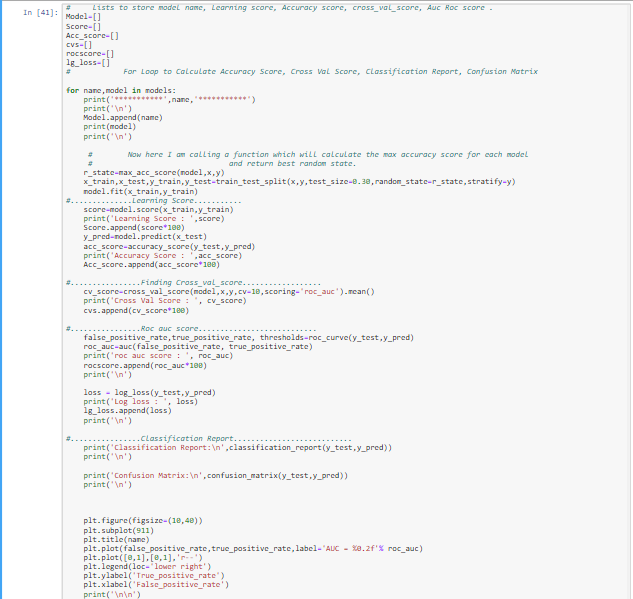 In [41]: #     Lists to store model name, Learning score, Accuracy score, cross_val_score, Auc Roc score .
Model=[]
Score=[]
Acc_score=[]
cvs=[]
rocscore=[]
lg_loss=[]
#            For Loop to Calculate Accuracy Score, Cross Val Score, Classification Report, Confusion Matrix

for name,model in models:
    print('***********',name,'***********')
    print('\n')
    Model.append(name)
    print(model)
    print('\n')

     #        Now here I am calling a function which will calculate the max accuracy score for each model
     #                                and return best random state.
    r_state=max_acc_score(model,x,y)
    x_train,x_test,y_train,y_test=train_test_split(x,y,test_size=0.30,random_state=r_state,stratify=y)
    model.fit(x_train,y_train)
#..............Learning Score...........
    score=model.score(x_train,y_train)
    print('Learning Score : ',score)
    Score.append(score*100)
    y_pred=model.predict(x_test)
    acc_score=accuracy_score(y_test,y_pred)
    print('Accuracy Score : ',acc_score)
    Acc_score.append(acc_score*100)

#................Finding Cross_val_score..................
    cv_score=cross_val_score(model,x,y,cv=10,scoring='roc_auc').mean()
    print('Cross Val Score : ', cv_score)
    cvs.append(cv_score*100)

#................Roc auc score...........................
    false_positive_rate,true_positive_rate, thresholds=roc_curve(y_test,y_pred)
    roc_auc=auc(false_positive_rate, true_positive_rate)
    print('roc auc score : ', roc_auc)
    rocscore.append(roc_auc*100)
    print('\n')

    loss = log_loss(y_test,y_pred)
    print('Log loss : ', loss)
    lg_loss.append(loss)
    print('\n')

#................Classification Report...........................
    print('Classification Report:\n',classification_report(y_test,y_pred))
    print('\n')

    print('Confusion Matrix:\n',confusion_matrix(y_test,y_pred))
    print('\n')

    plt.figure(figsize=(10,40))
    plt.subplot(911)
    plt.title(name)
    plt.plot(false_positive_rate,true_positive_rate,label='AUC = %0.2f'% roc_auc)
    plt.plot([0,1],[0,1],'r--')
    plt.legend(loc='lower right')
    plt.ylabel('True_positive_rate')
    plt.xlabel('False_positive_rate')
    print('\n\n')